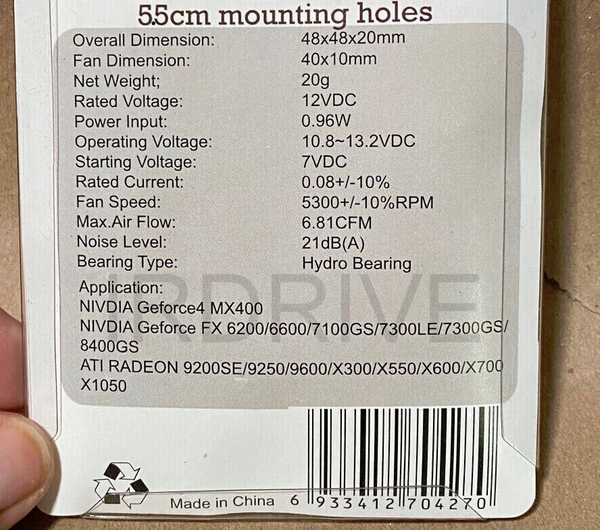 55cm mounting holes
Overall Dimension: 48x48x20mm
Fan Dimension: 40x10mm
Net Weight; 20g
Rated Voltage: 12VDC
Power Input: 0.96W
Operating Voltage: 10.8~13.2VDC
Starting Voltage: 7VDC
Rated Current: 0.08+/-10%
Fan Speed: 5300+/-10%RPM
Max.Air Flow: 6.81CFM
Noise Level: 21dB(A)
Bearing Type: Hydro Bearing
Application:
NIVDIA Geforce4 MX400
NIVDIA Geforce FX 6200/6600/7100GS/7300LE/7300GS/
8400GS
ATI RADEON 9200SE/9250/9600/X300/X550/X600/X700
X1050
Made in China 6 933412 704270